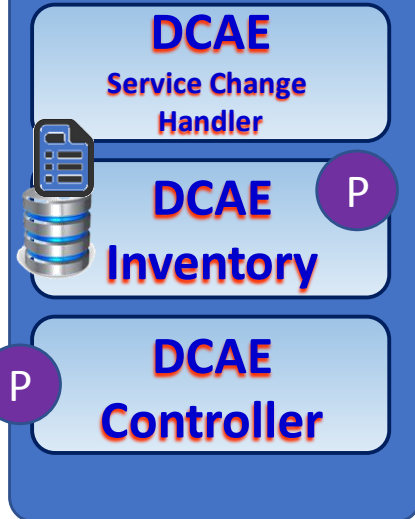 DCAE
Service Change
Handler
P
DCAE
Inventory
DCAE
P
Controller